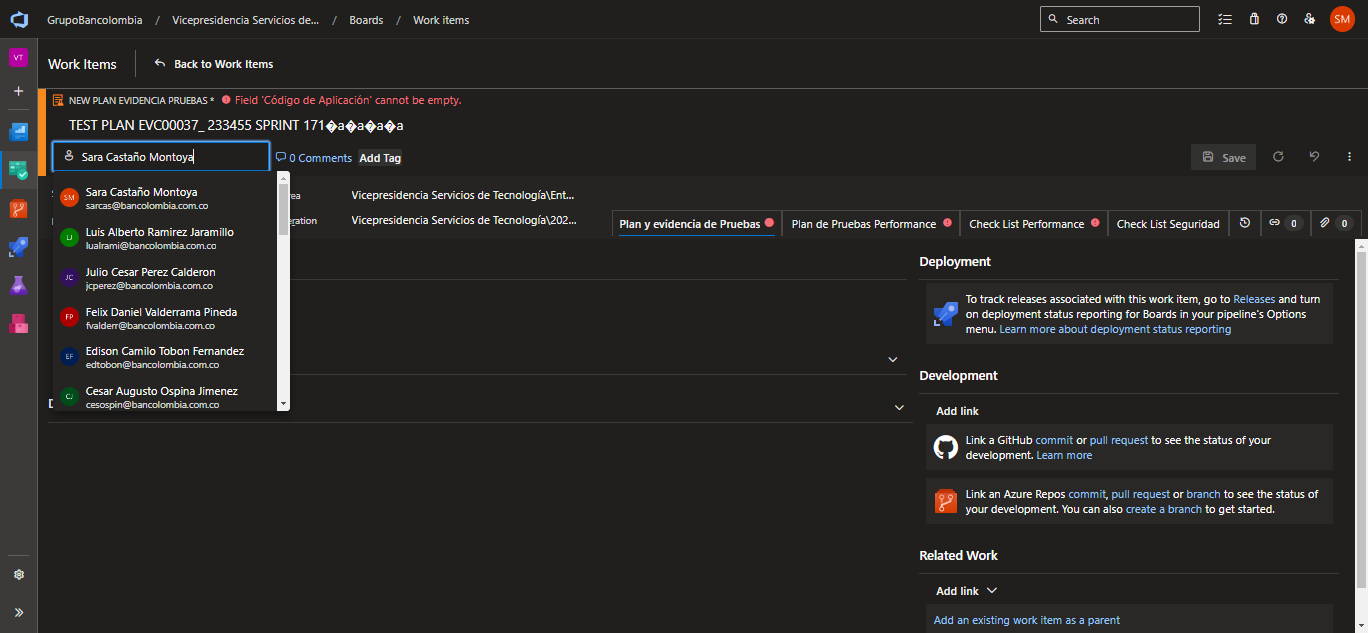 GrupoBancolombia / Vicepresidencia Servicios de... / Boards / Work items
Search
SM
VT
Work Items
Back to Work Items
NEW PLAN EVIDENCIA PRUEBAS *
Field 'Código de Aplicación' cannot be empty.
TEST PLAN EVC00037_ 233455 SPRINT 171�a�a�a�a
Sara Castaño Montoya
0 Comments
Add Tag
Save
SM
Sara Castaño Montoya
sarcas@bancolombia.com.co
LJ
Luis Alberto Ramirez Jaramillo
lualrami@bancolombia.com.co
JC
Julio Cesar Perez Calderon
jcperez@bancolombia.com.co
FP
Felix Daniel Valderrama Pineda
fvalderr@bancolombia.com.co
EF
Edison Camilo Tobon Fernandez
edtobon@bancolombia.com.co
CJ
Cesar Augusto Ospina Jimenez
cesospin@bancolombia.com.co
rea
Vicepresidencia Servicios de Tecnología\Ent...
eration
Vicepresidencia Servicios de Tecnología\202...
Plan y evidencia de Pruebas
Plan de Pruebas Performance
Check List Performance
Check List Seguridad
0
0
Deployment
To track releases associated with this work item, go to Releases and turn
on deployment status reporting for Boards in your pipeline's Options
menu. Learn more about deployment status reporting
Development
Add link
Link a GitHub commit or pull request to see the status of your
development. Learn more
Link an Azure Repos commit, pull request or branch to see the status of
your development. You can also create a branch to get started.
Related Work
Add link
Add an existing work item as a parent